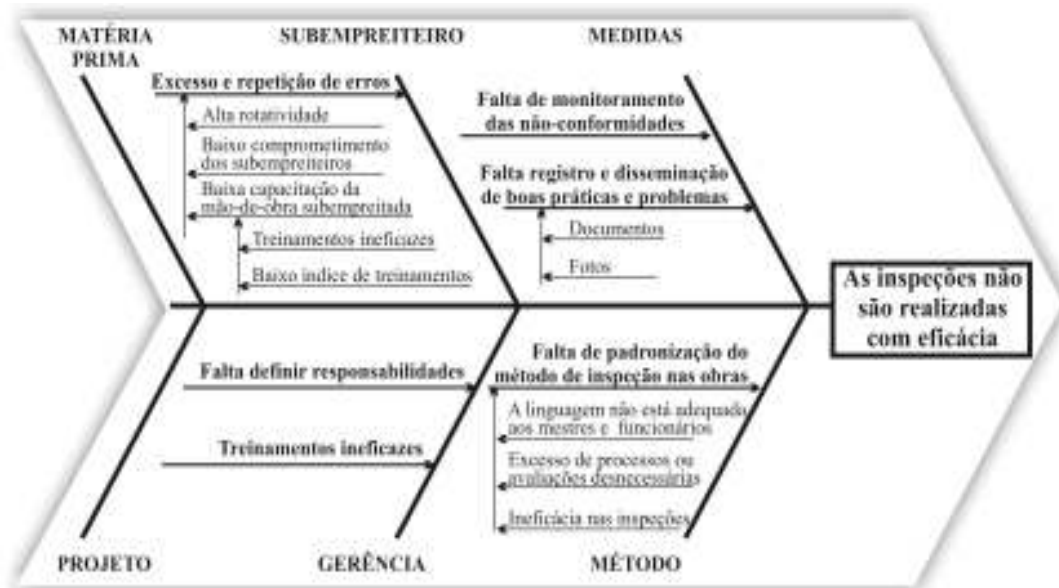 MATÉRIA
PRIMA
SUBEMPREITEIRO
MEDIDAS
Excesso e repetição de erros
Alta rotatividade
Baixo comprometimento
dos subempreiteiros
Baixa capacitação da
mão-de-obra subempreitada
Treinamentos ineficazes
Baixo índice de treinamentos
Falta de monitoramento
das não-conformidades
Falta registro e disseminação
de boas práticas e problemas
Documentos
Fotos
As inspeções não
são realizadas
com eficácia
Falta definir responsabilidades
Treinamentos ineficazes
Falta de padronização do
método de inspeção nas obras
A linguagem não está adequada
aos mestres e funcionários
Excesso de processos ou
avaliações desnecessárias
Ineficácia nas inspeções
PROJETO
GERÊNCIA
MÉTODO